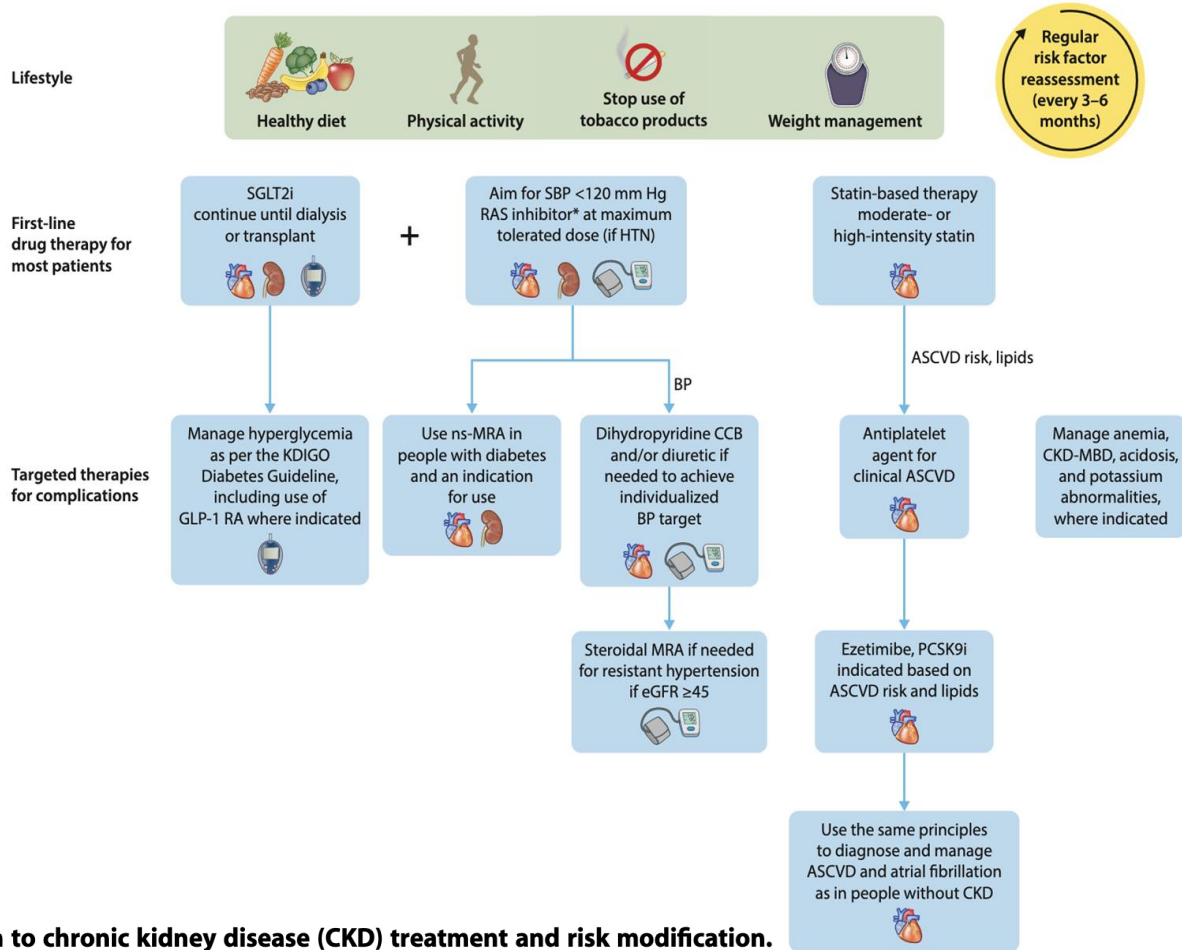 Lifestyle
Healthy diet
Physical activity
Stop use of
tobacco products
Weight management
Regular
risk factor
reassessment
(every 3–6
months)
First-line
drug therapy for
most patients
SGLT2i
continue until dialysis
or transplant
+
Aim for SBP <120 mm Hg
RAS inhibitor* at maximum
tolerated dose (if HTN)
Statin-based therapy
moderate- or
high-intensity statin
ASCVD risk, lipids
BP
Targeted therapies
for complications
Manage hyperglycemia
as per the KDIGO
Diabetes Guideline,
including use of
GLP-1 RA where indicated
Use ns-MRA in
people with diabetes
and an indication
for use
Dihydropyridine CCB
and/or diuretic if
needed to achieve
individualized
BP target
Antiplatelet
agent for
clinical ASCVD
Manage anemia,
CKD-MBD, acidosis,
and potassium
abnormalities,
where indicated
Steroidal MRA if needed
for resistant hypertension
if eGFR ≥45
Ezetimibe, PCSK9i
indicated based on
ASCVD risk and lipids
Use the same principles
to diagnose and manage
ASCVD and atrial fibrillation
as in people without CKD
to chronic kidney disease (CKD) treatment and risk modification.